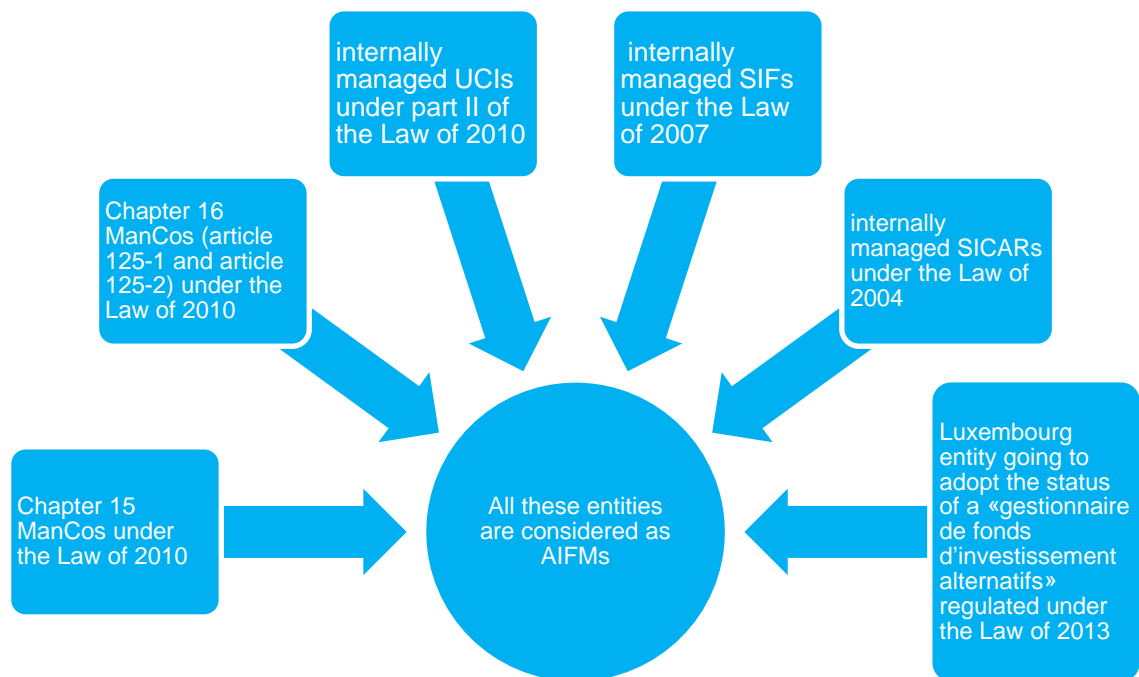 internally
managed UCIs
under part II of
the Law of 2010
internally
managed SIFs
under the Law
of 2007
Chapter 16
ManCos (article
125-1 and article
125-2) under the
Law of 2010
internally
managed SICARs
under the Law of
2004
Chapter 15
ManCos under
the Law of 2010
All these entities
are considered as
AIFMs
Luxembourg
entity going to
adopt the status
of a «gestionnaire
de fonds
d’investissement
alternatifs»
regulated under
the Law of 2013